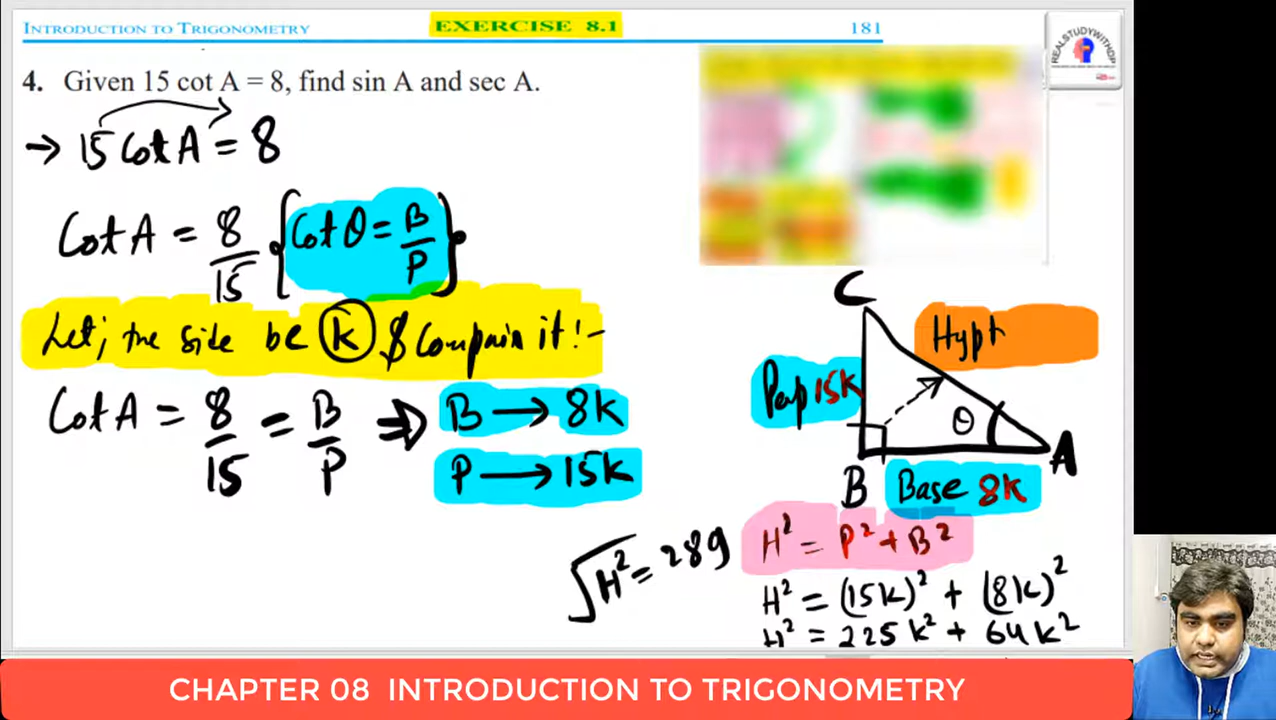 INTRODUCTION TO TRIGONOMETRY EXERCISE 8.1 181
REALSTUDYWITHDP
4. Given 15 cot A = 8, find sin A and sec A.
→ 15 Cot A = 8
Cot A = 8/15 {Cot θ = B/P}
Let; the side be k & Compair it!-
Cot A = 8/15 = B/P ⇒ B → 8k
P → 15k
C
Hypt
Perp 15k
θ
A
B Base 8k
H² = P² + B²
H² = (15k)² + (8k)²
H² = 225k² + 64k²
√H² = 289
CHAPTER 08 INTRODUCTION TO TRIGONOMETRY